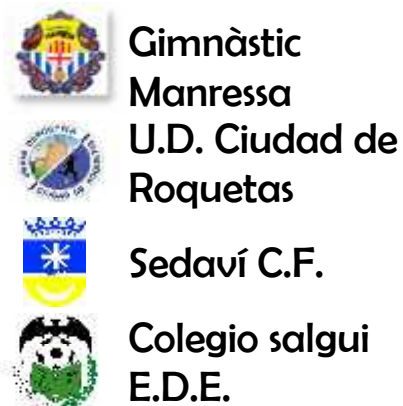 Gimnàstic
Manressa
U.D. Ciudad de
Roquetas
Sedaví C.F.
Colegio salgui
E.D.E.